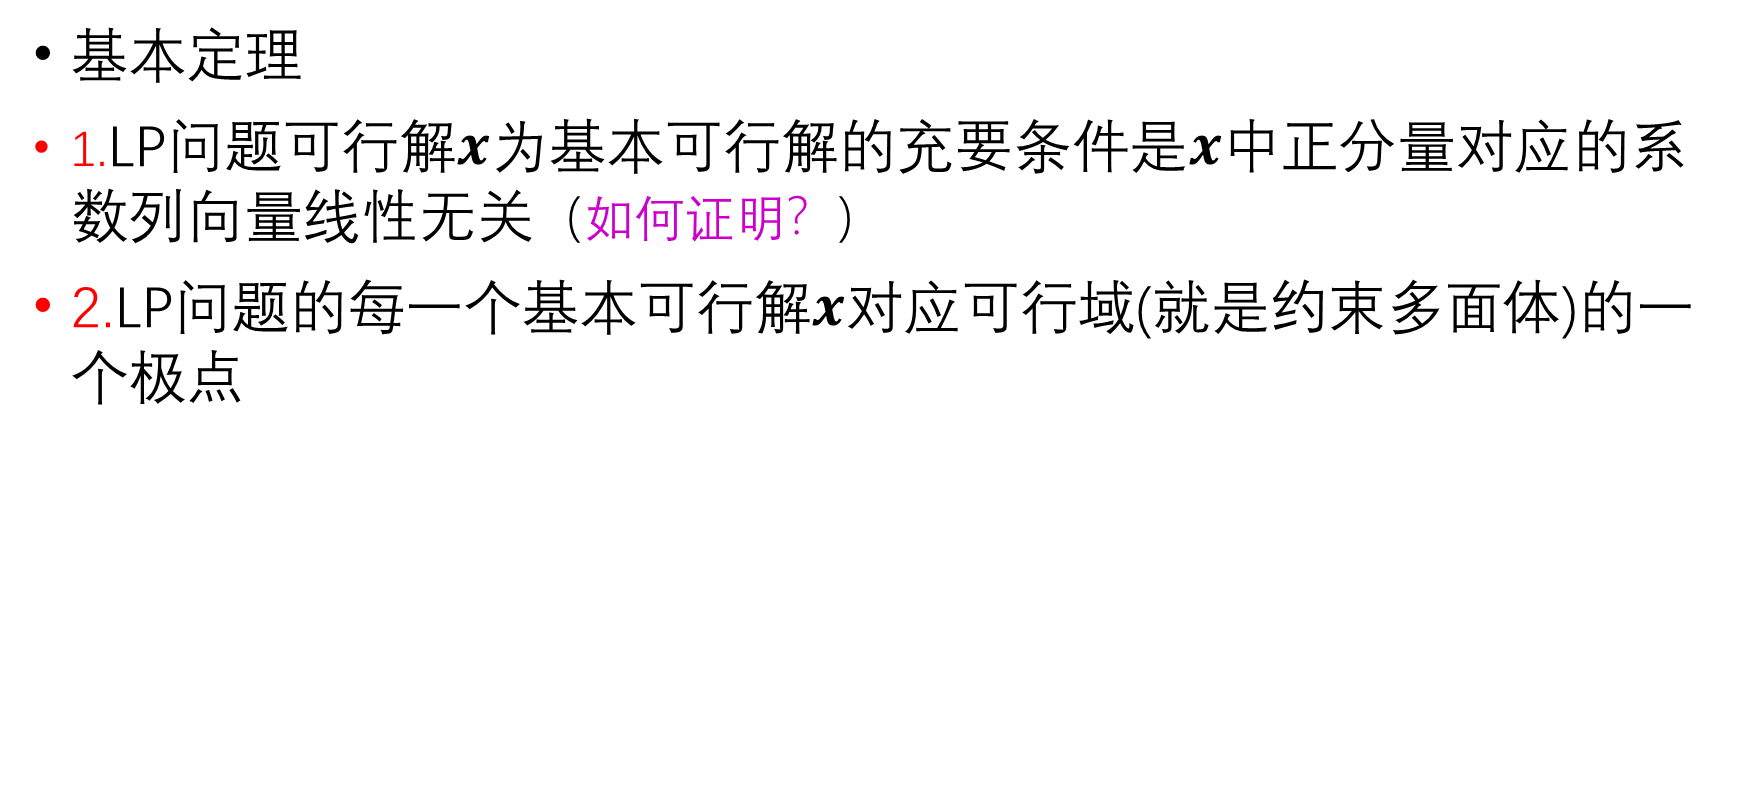 • 基本定理
• 1.LP问题可行解x为基本可行解的充要条件是x中正分量对应的系
数列向量线性无关（如何证明？）
• 2.LP问题的每一个基本可行解x对应可行域(就是约束多面体)的一
个极点